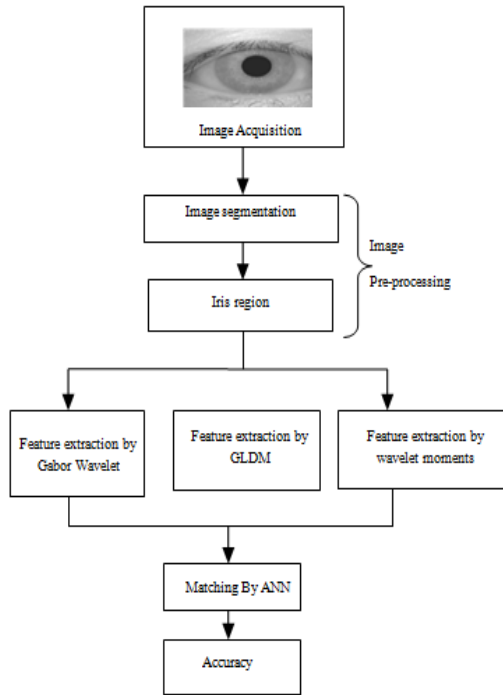 Image Acquisition
Image segmentation
Image
Pre-processing
Iris region
Feature extraction by
Gabor Wavelet
Feature extraction by
GLDM
Feature extraction by
wavelet moments
Matching By ANN
Accuracy